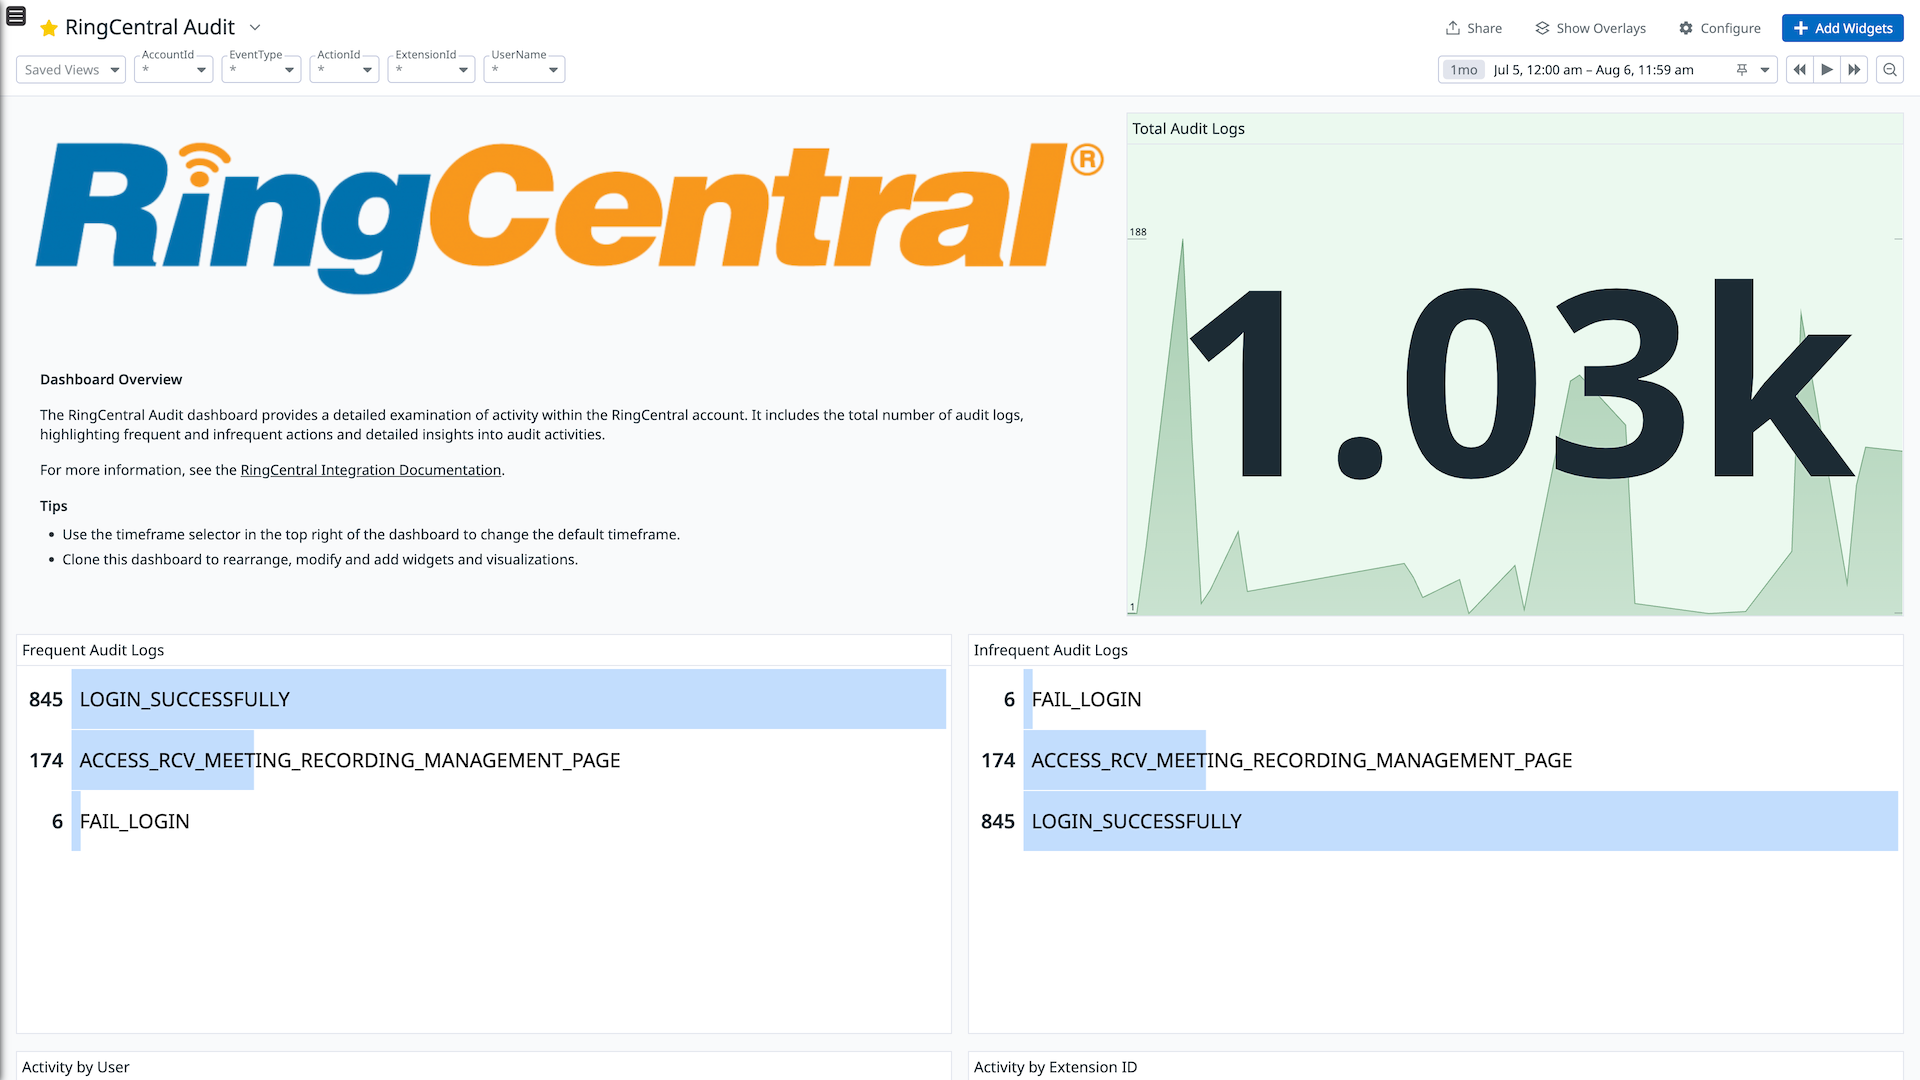 RingCentral Audit
Share
Show Overlays
Configure
Add Widgets
Saved Views
AccountId
*
EventType
*
ActionId
*
ExtensionId
*
UserName
*
1mo
Jul 5, 12:00 am – Aug 6, 11:59 am
RingCentral®
Dashboard Overview
The RingCentral Audit dashboard provides a detailed examination of activity within the RingCentral account. It includes the total number of audit logs,
highlighting frequent and infrequent actions and detailed insights into audit activities.
For more information, see the RingCentral Integration Documentation.
Tips
• Use the timeframe selector in the top right of the dashboard to change the default timeframe.
• Clone this dashboard to rearrange, modify and add widgets and visualizations.
Total Audit Logs
188
1.03k
1
Frequent Audit Logs
845 LOGIN_SUCCESSFULLY
174 ACCESS_RCV_MEETING_RECORDING_MANAGEMENT_PAGE
6 FAIL_LOGIN
Infrequent Audit Logs
6 FAIL_LOGIN
174 ACCESS_RCV_MEETING_RECORDING_MANAGEMENT_PAGE
845 LOGIN_SUCCESSFULLY
Activity by User
Activity by Extension ID